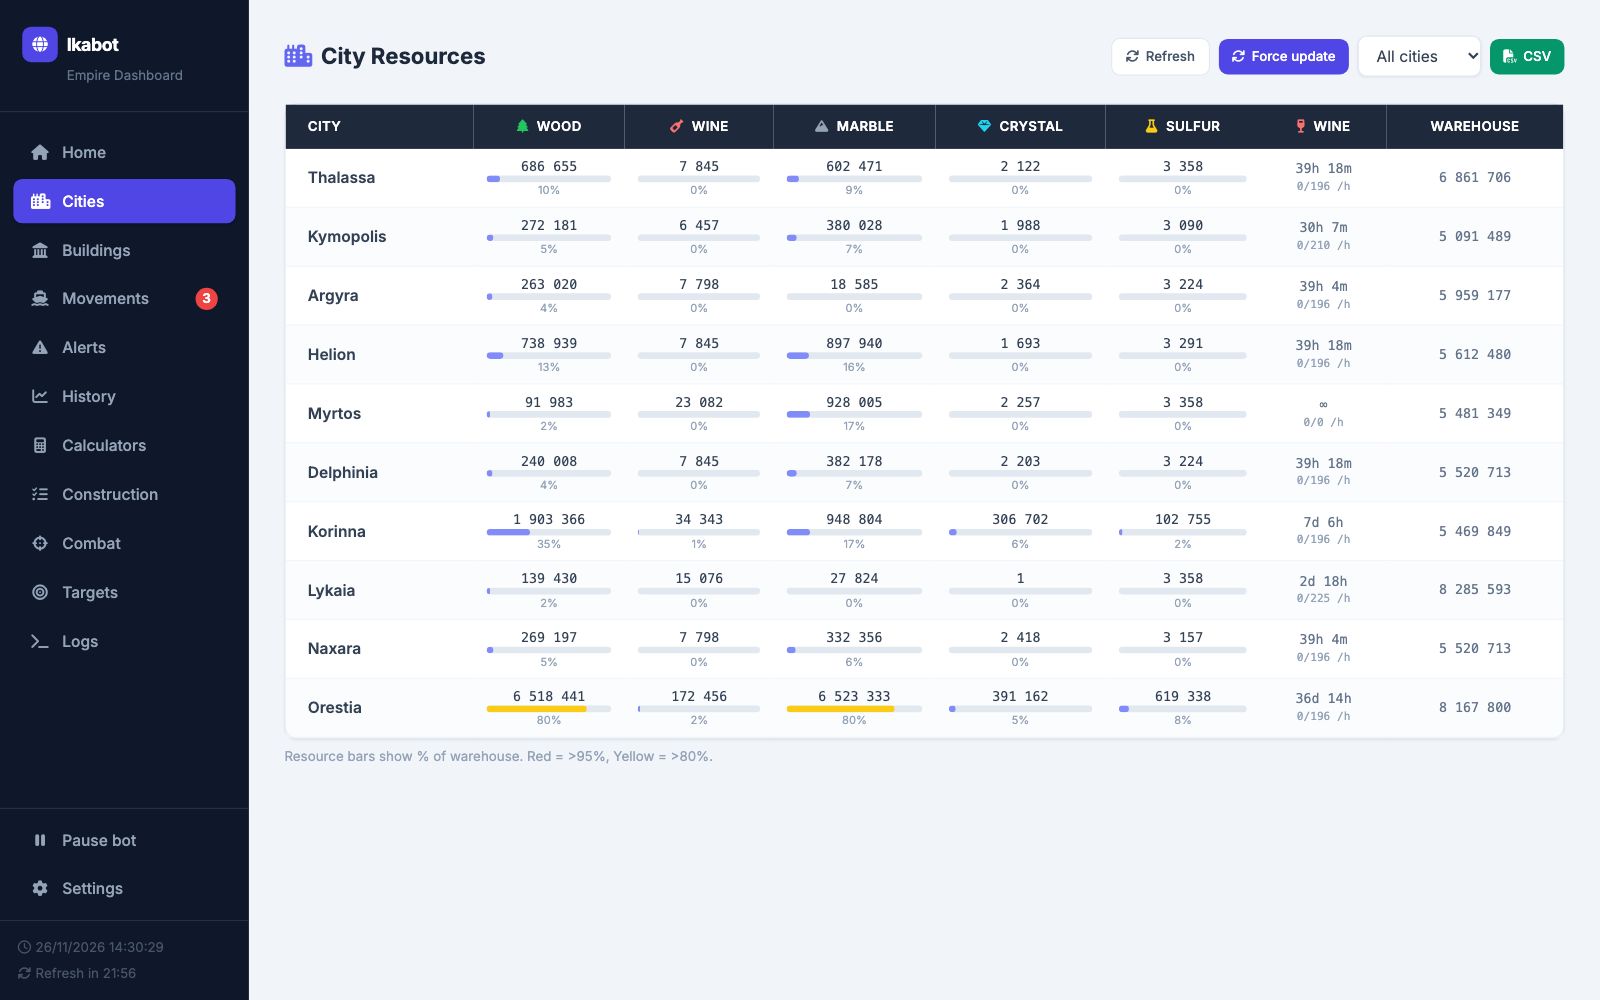 Ikabot
Empire Dashboard
Home
Cities
Buildings
Movements 3
Alerts
History
Calculators
Construction
Combat
Targets
Logs
Pause bot
Settings
26/11/2026 14:30:29
Refresh in 21:56
City Resources
Refresh
Force update
All cities
CSV
CITY WOOD WINE MARBLE CRYSTAL SULFUR WINE WAREHOUSE
Thalassa 686 655 7 845 602 471 2 122 3 358 39h 18m 6 861 706
10% 0% 9% 0% 0% 0/196 /h
Kymopolis 272 181 6 457 380 028 1 988 3 090 30h 7m 5 091 489
5% 0% 7% 0% 0% 0/210 /h
Argyra 263 020 7 798 18 585 2 364 3 224 39h 4m 5 959 177
4% 0% 0% 0% 0% 0/196 /h
Helion 738 939 7 845 897 940 1 693 3 291 39h 18m 5 612 480
13% 0% 16% 0% 0% 0/196 /h
Myrtos 91 983 23 082 928 005 2 257 3 358 ∞ 5 481 349
2% 0% 17% 0% 0% 0/0 /h
Delphinia 240 008 7 845 382 178 2 203 3 224 39h 18m 5 520 713
4% 0% 7% 0% 0% 0/196 /h
Korinna 1 903 366 34 343 948 804 306 702 102 755 7d 6h 5 469 849
35% 1% 17% 6% 2% 0/196 /h
Lykaia 139 430 15 076 27 824 1 3 358 2d 18h 8 285 593
2% 0% 0% 0% 0% 0/225 /h
Naxara 269 197 7 798 332 356 2 418 3 157 39h 4m 5 520 713
5% 0% 6% 0% 0% 0/196 /h
Orestia 6 518 441 172 456 6 523 333 391 162 619 338 36d 14h 8 167 800
80% 2% 80% 5% 8% 0/196 /h
Resource bars show % of warehouse. Red = >95%, Yellow = >80%.